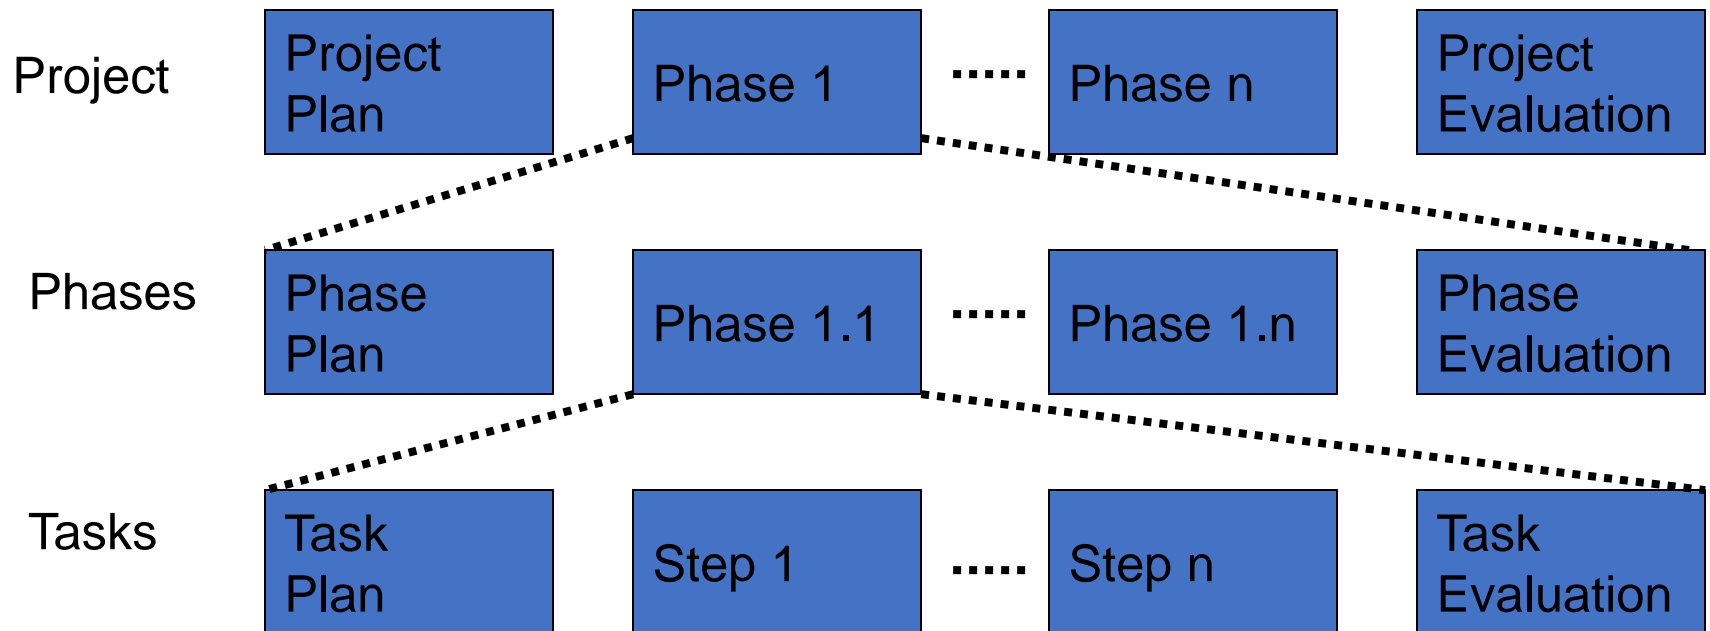 Project
Project
Plan
Phase 1
Phase n
Project
Evaluation
Phases
Phase
Plan
Phase 1.1
Phase 1.n
Phase
Evaluation
Tasks
Task
Plan
Step 1
Step n
Task
Evaluation